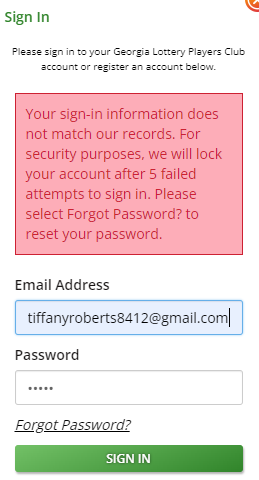 Sign In
Please sign in to your Georgia Lottery Players Club
account or register an account below.
Your sign-in information does
not match our records. For
security purposes, we will lock
your account after 5 failed
attempts to sign in. Please
select Forgot Password? to
reset your password.
Email Address
tiffanyroberts8412@gmail.com
Password
•••••
Forgot Password?
SIGN IN